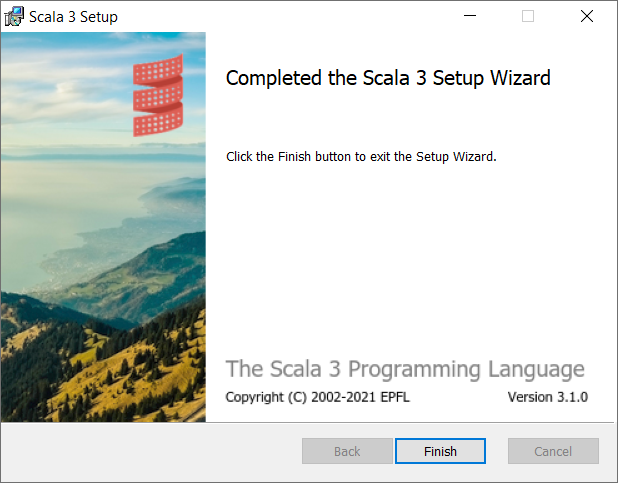 Scala 3 Setup
Completed the Scala 3 Setup Wizard
Click the Finish button to exit the Setup Wizard.
The Scala 3 Programming Language
Copyright (C) 2002-2021 EPFL Version 3.1.0
Back Finish Cancel